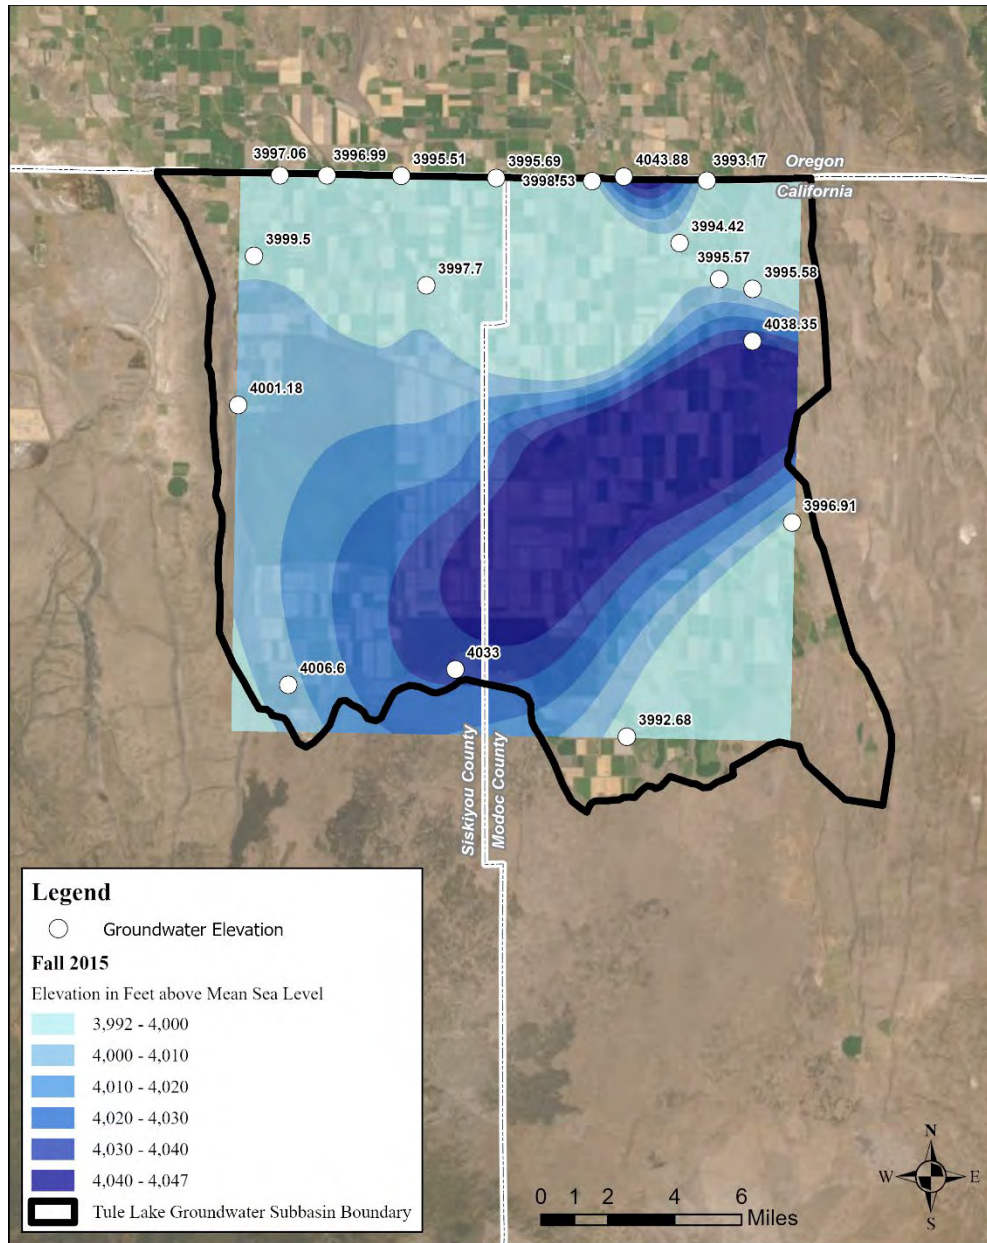 3997.06
3996.99
3995.51
3995.69
3998.53
4043.88
3993.17
Oregon
California
3994.42
3999.5
3995.57
3997.7
3995.58
4038.35
4001.18
3996.91
4033
4006.6
3992.68
Siskiyou County
Modoc County
Legend
Groundwater Elevation
Fall 2015
Elevation in Feet above Mean Sea Level
3,992 - 4,000
4,000 - 4,010
4,010 - 4,020
4,020 - 4,030
4,030 - 4,040
4,040 - 4,047
Tule Lake Groundwater Subbasin Boundary
N
W
E
S
0 1 2 4 6
Miles